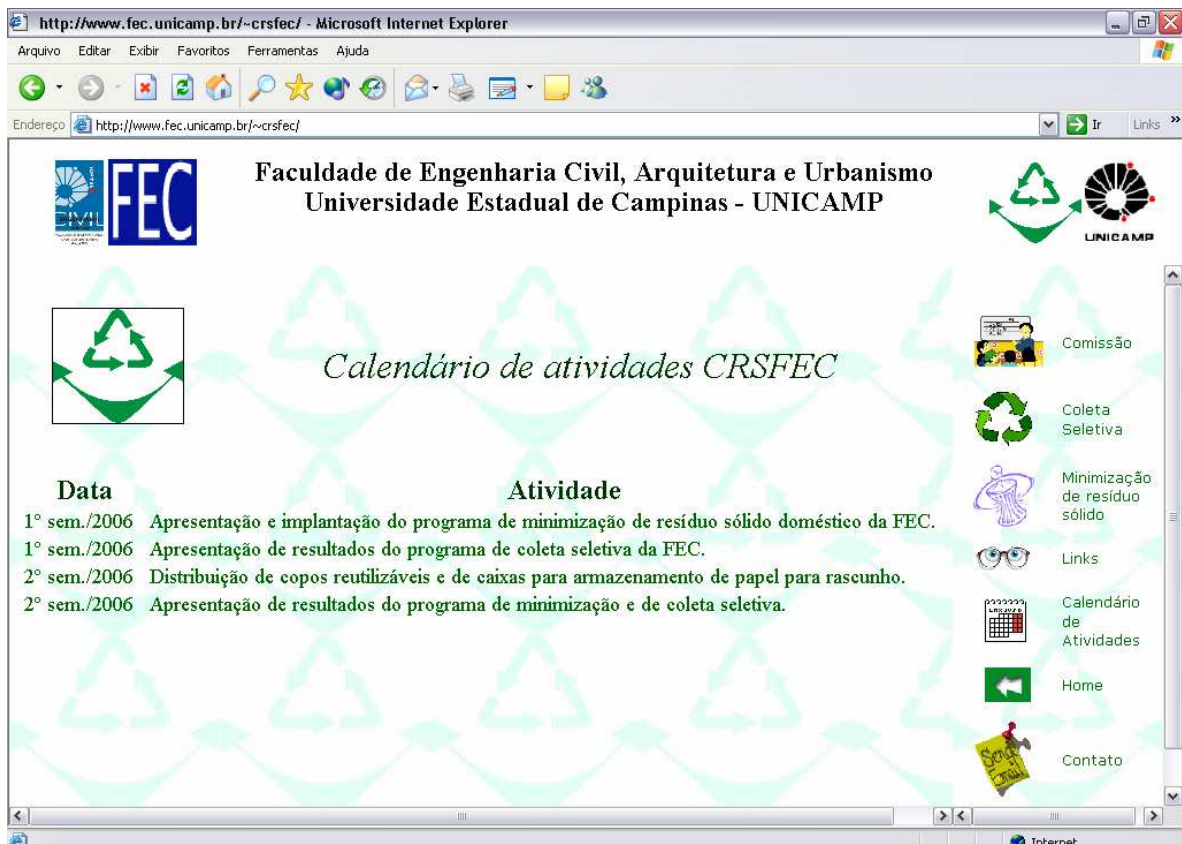 http://www.fec.unicamp.br/~crsfec/ - Microsoft Internet Explorer
Arquivo Editar Exibir Favoritos Ferramentas Ajuda
Endereço http://www.fec.unicamp.br/~crsfec/ Ir Links »
CIVIL FEC
Faculdade de Engenharia Civil, Arquitetura e Urbanismo
Universidade Estadual de Campinas - UNICAMP
UNICAMP
Calendário de atividades CRSFEC
Data Atividade
1° sem./2006 Apresentação e implantação do programa de minimização de resíduo sólido doméstico da FEC.
1° sem./2006 Apresentação de resultados do programa de coleta seletiva da FEC.
2° sem./2006 Distribuição de copos reutilizáveis e de caixas para armazenamento de papel para rascunho.
2° sem./2006 Apresentação de resultados do programa de minimização e de coleta seletiva.
Comissão
Coleta
Seletiva
Minimização
de resíduo
sólido
Links
Calendário
de
Atividades
Home
Send
Email
Contato
Internet